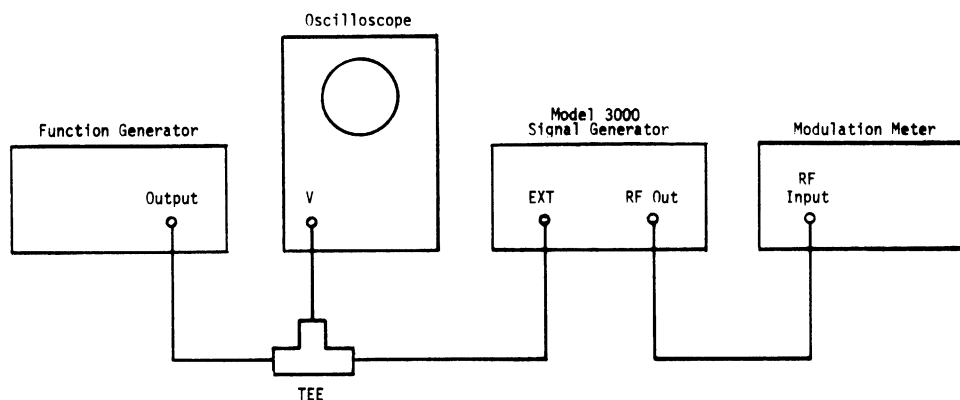 Oscilloscope
Function Generator
Output
V
Model 3000
Signal Generator
EXT
RF Out
Modulation Meter
RF
Input
TEE